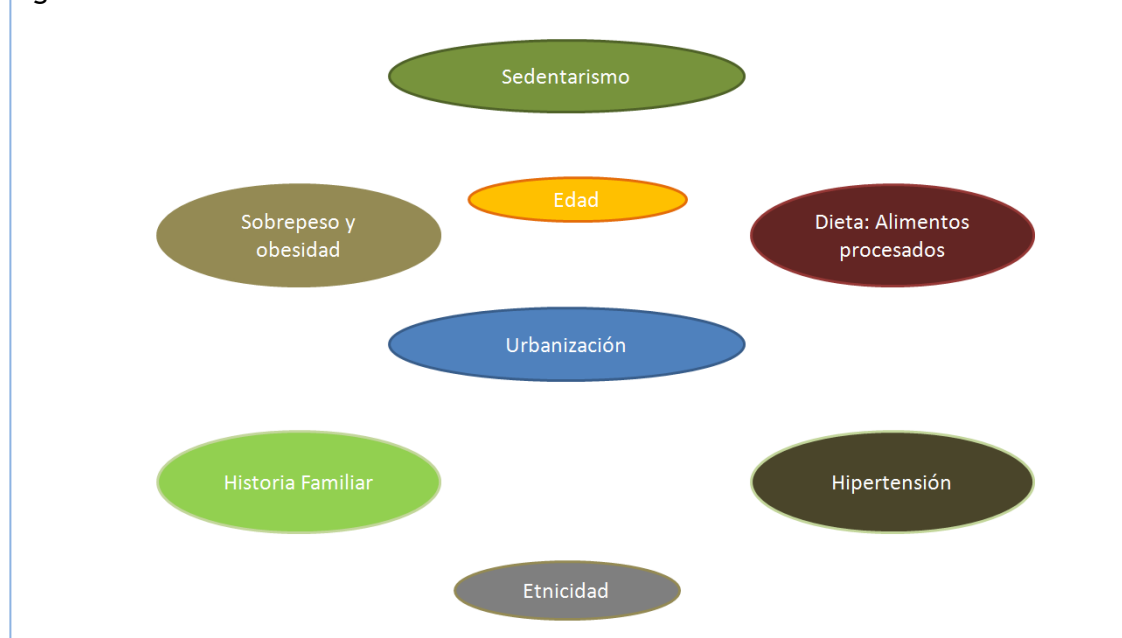 Sedentarismo
Edad
Sobrepeso y
obesidad
Dieta: Alimentos
procesados
Urbanización
Historia Familiar
Hipertensión
Etnicidad